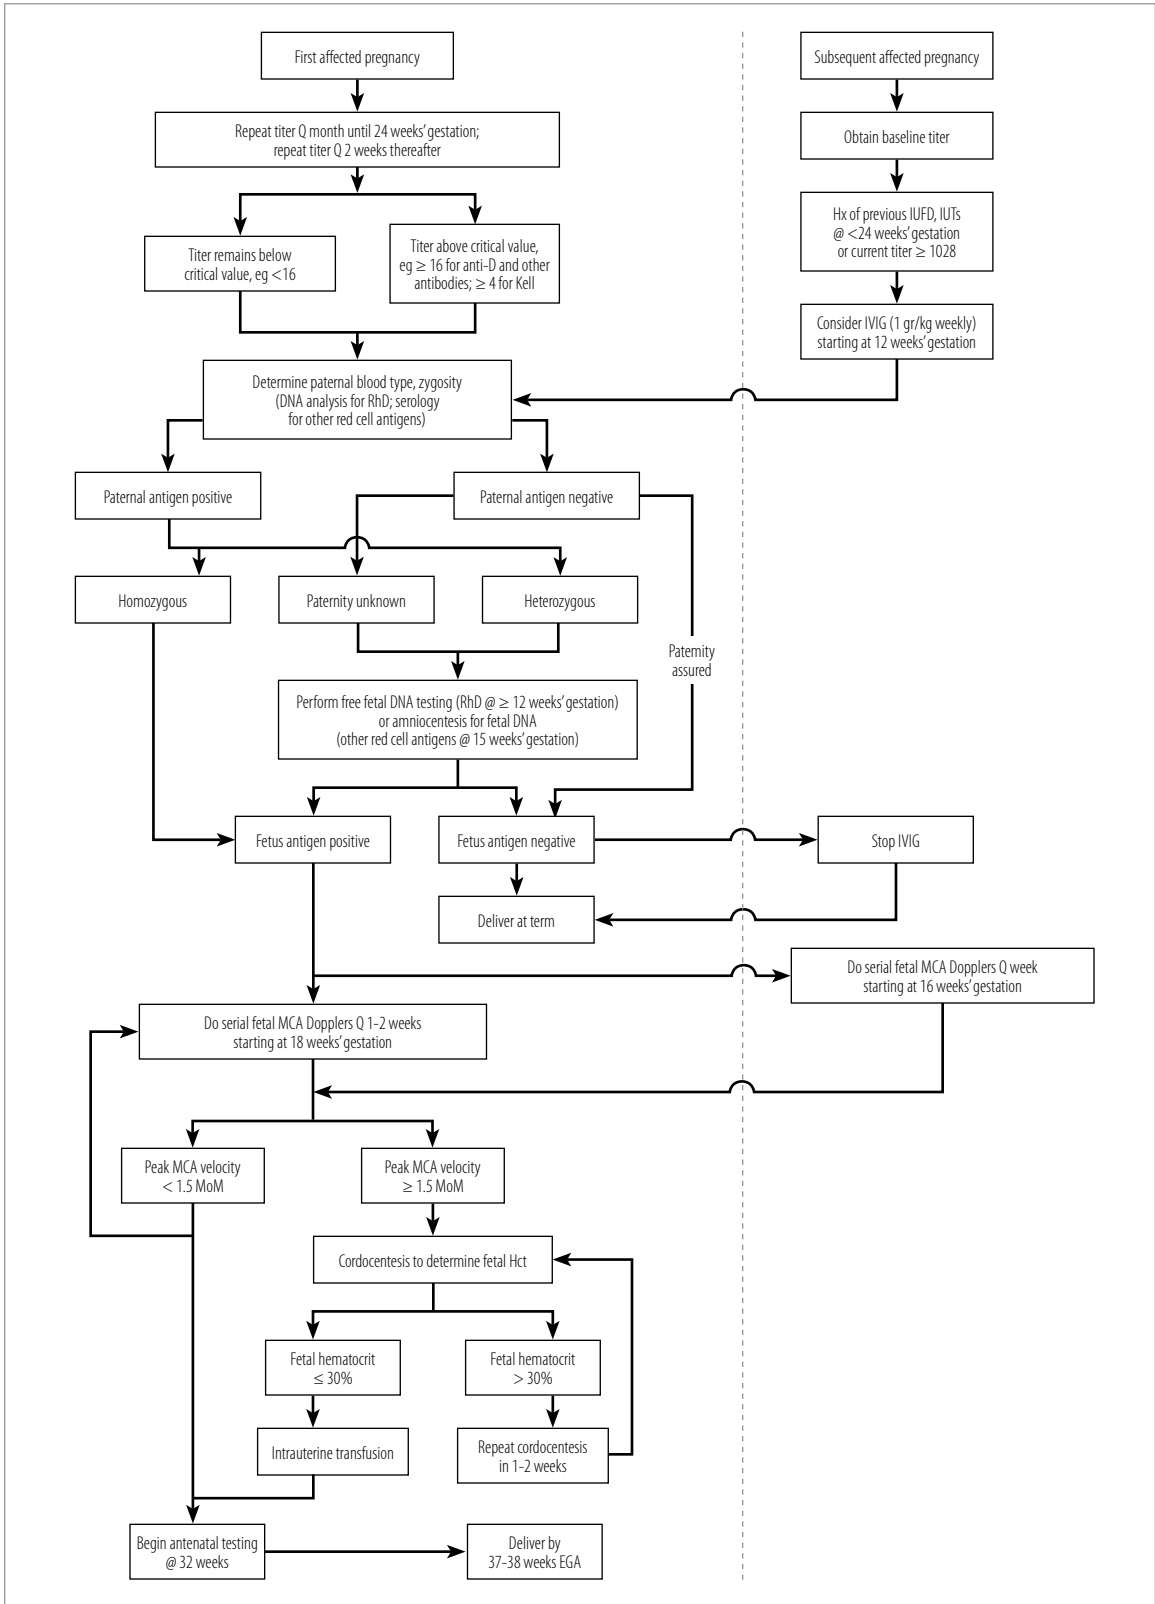 First affected pregnancy
Subsequent affected pregnancy
Repeat titer Q month until 24 weeks' gestation;
repeat titer Q 2 weeks thereafter
Obtain baseline titer
Titer remains below
critical value, eg <16
Titer above critical value,
eg ≥ 16 for anti-D and other
antibodies; ≥ 4 for Kell
Hx of previous IUFD, IUTs
@ <24 weeks' gestation
or current titer ≥ 1028
Consider IVIG (1 gr/kg weekly)
starting at 12 weeks' gestation
Determine paternal blood type, zygosity
(DNA analysis for RhD; serology
for other red cell antigens)
Paternal antigen positive
Paternal antigen negative
Homozygous
Paternity unknown
Heterozygous
Patemity
assured
Perform free fetal DNA testing (RhD @ ≥ 12 weeks' gestation)
or amniocentesis for fetal DNA
(other red cell antigens @ 15 weeks' gestation)
Fetus antigen positive
Fetus antigen negative
Stop IVIG
Deliver at term
Do serial fetal MCA Dopplers Q week
starting at 16 weeks' gestation
Do serial fetal MCA Dopplers Q 1-2 weeks
starting at 18 weeks' gestation
Peak MCA velocity
< 1.5 MoM
Peak MCA velocity
≥ 1.5 MoM
Cordocentesis to determine fetal Hct
Fetal hematocrit
≤ 30%
Fetal hematocrit
> 30%
Intrauterine transfusion
Repeat cordocentesis
in 1-2 weeks
Begin antenatal testing
@ 32 weeks
Deliver by
37-38 weeks EGA